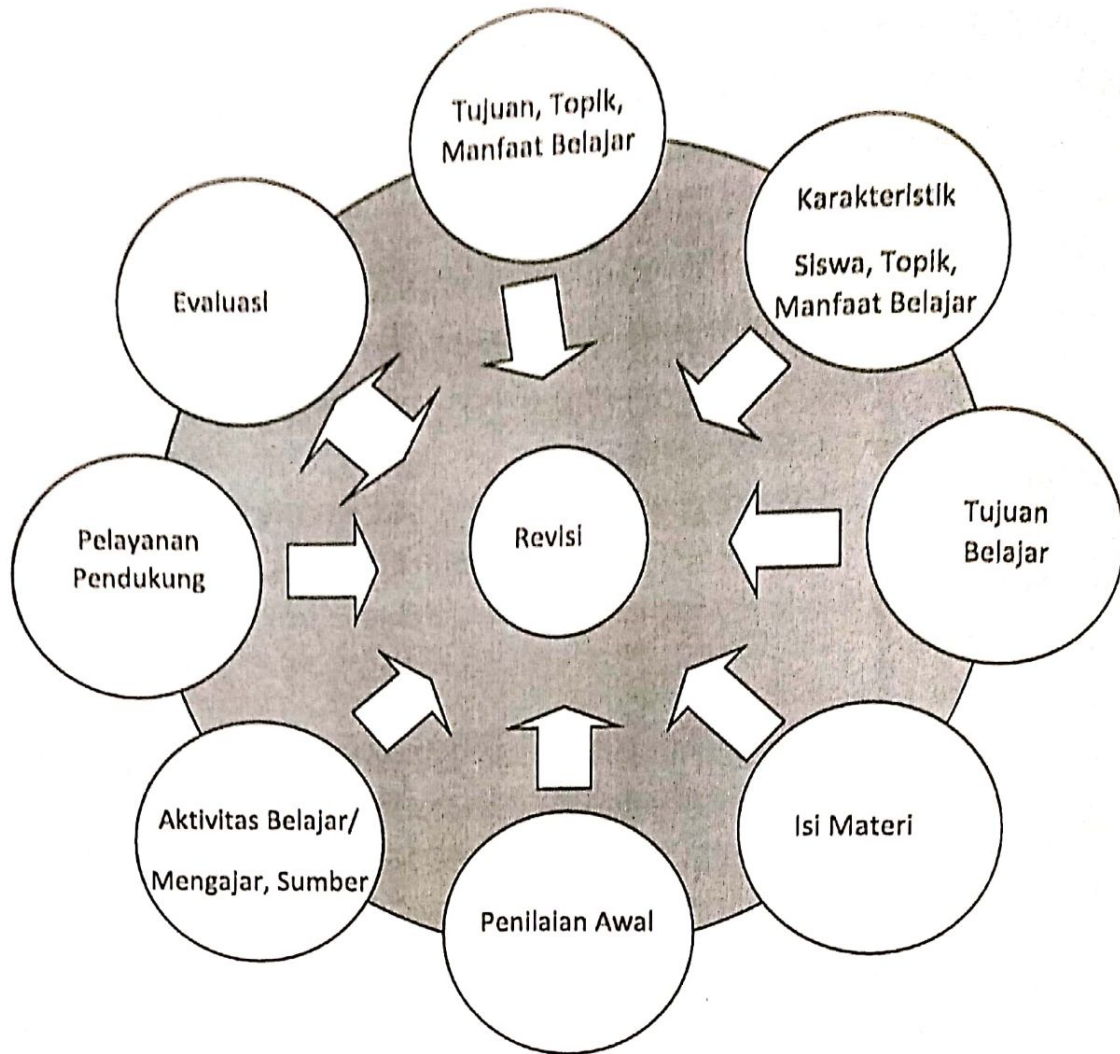 Tujuan, Topik,
Manfaat Belajar
Karakteristik
Siswa, Topik,
Manfaat Belajar
Tujuan
Belajar
Isi Materi
Penilaian Awal
Aktivitas Belajar/
Mengajar, Sumber
Pelayanan
Pendukung
Evaluasi
Revisi